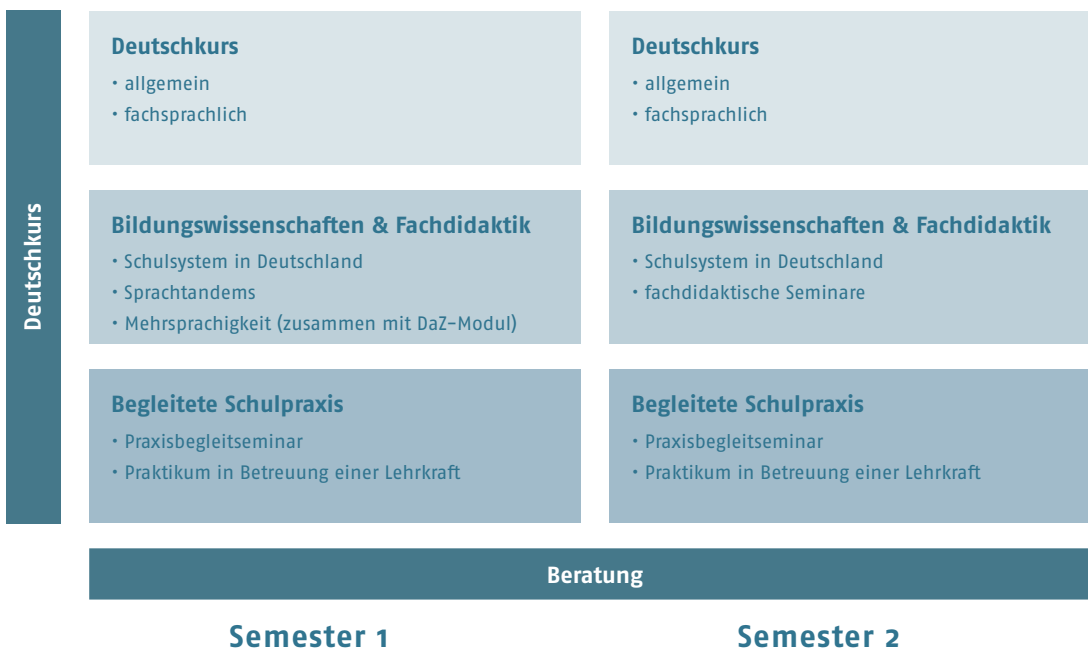 Deutschkurs
Deutschkurs
• allgemein
• fachsprachlich
Deutschkurs
• allgemein
• fachsprachlich
Bildungswissenschaften & Fachdidaktik
• Schulsystem in Deutschland
• Sprachtandems
• Mehrsprachigkeit (zusammen mit DaZ-Modul)
Bildungswissenschaften & Fachdidaktik
• Schulsystem in Deutschland
• fachdidaktische Seminare
Begleitete Schulpraxis
• Praxisbegleitseminar
• Praktikum in Betreuung einer Lehrkraft
Begleitete Schulpraxis
• Praxisbegleitseminar
• Praktikum in Betreuung einer Lehrkraft
Beratung
Semester 1
Semester 2